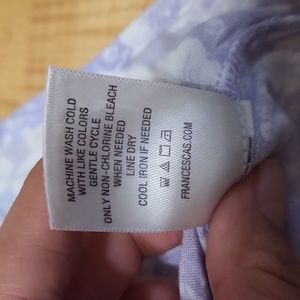 MACHINE WASH COLD
WITH LIKE COLORS
GENTLE CYCLE
ONLY NON-CHLORINE BLEACH
WHEN NEEDED
LINE DRY
COOL IRON IF NEEDED
FRANCESCAS.COM